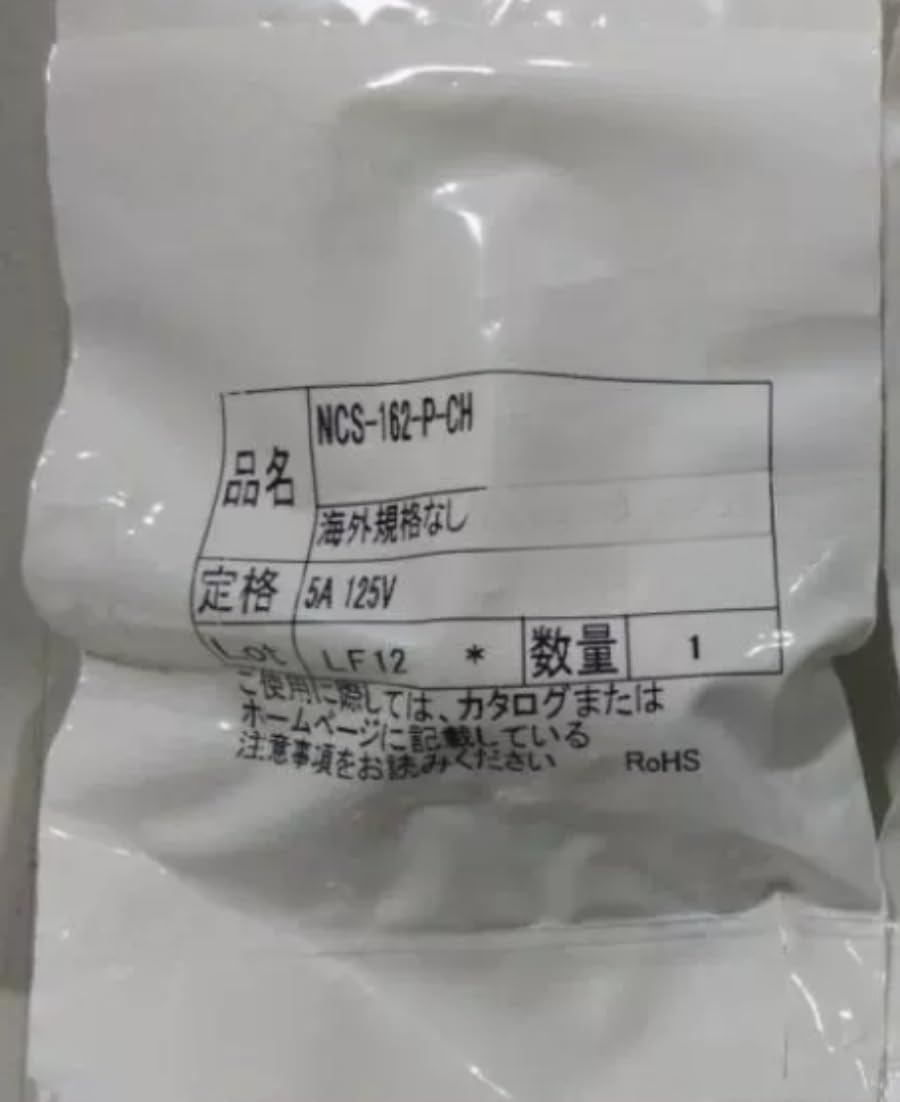 品名 NCS-162-P-CH
海外規格なし
定格 5A 125V
Lot LF12 * 数量 1
ご使用に際しては、カタログまたは
ホームページに記載している
注意事項をお読みください RoHS